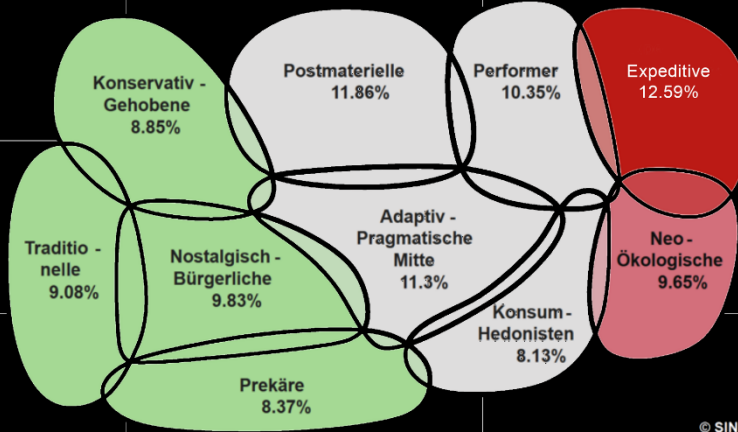 Konservativ -
Gehobene
8.85%
Postmaterielle
11.86%
Performer
10.35%
Expeditive
12.59%
Traditio -
nelle
9.08%
Nostalgisch -
Bürgerliche
9.83%
Adaptiv -
Pragmatische
Mitte
11.3%
Neo -
Ökologische
9.65%
Konsum -
Hedonisten
8.13%
Prekäre
8.37%
© SIN